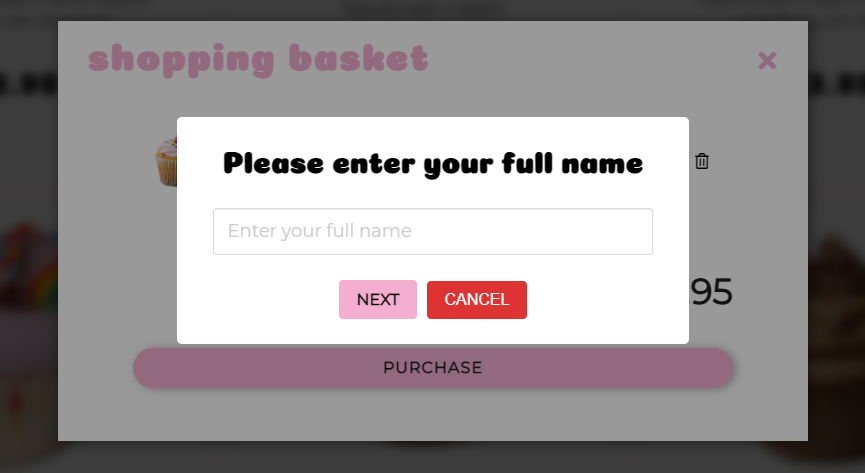 shopping basket
Please enter your full name
Enter your full name
NEXT
CANCEL
.95
PURCHASE